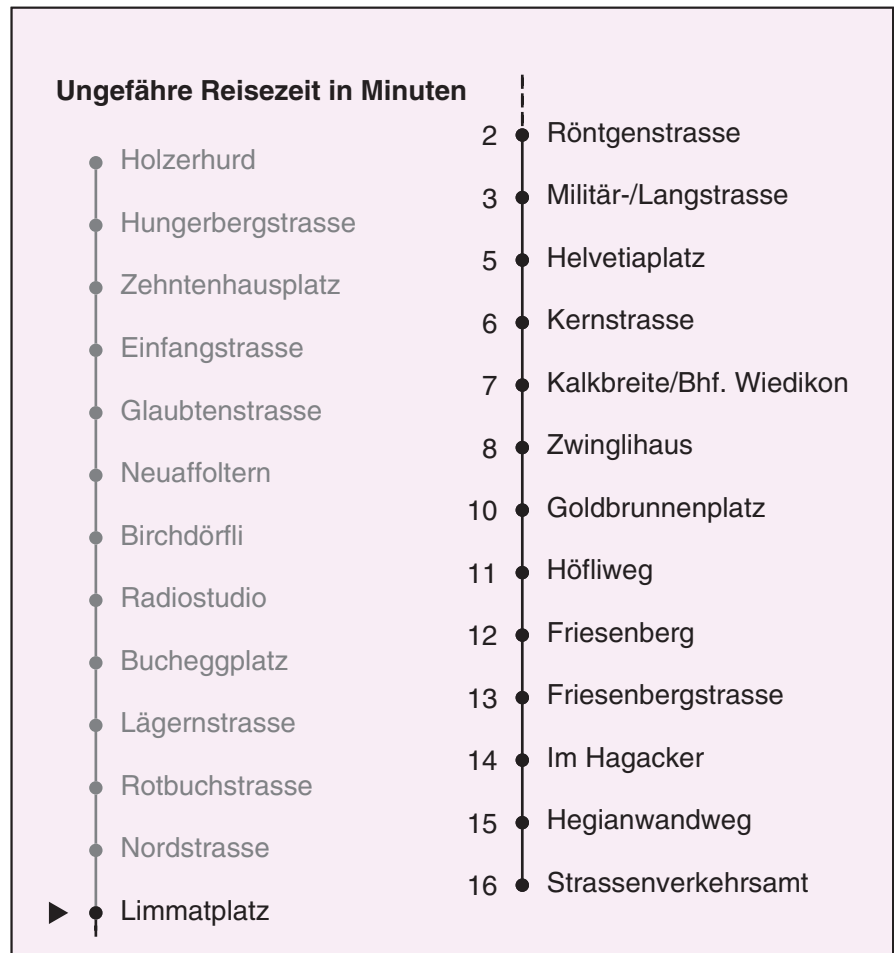 Ungefähre Reisezeit in Minuten
Holzerhurd
Hungerbergstrasse
Zehntenhausplatz
Einfangstrasse
Glaubtenstrasse
Neuaffoltern
Birchdörfli
Radiostudio
Bucheggplatz
Lägernstrasse
Rotbuchstrasse
Nordstrasse
Limmatplatz
2 Röntgenstrasse
3 Militär-/Langstrasse
5 Helvetiaplatz
6 Kernstrasse
7 Kalkbreite/Bhf. Wiedikon
8 Zwinglihaus
10 Goldbrunnenplatz
11 Höfliweg
12 Friesenberg
13 Friesenbergstrasse
14 Im Hagacker
15 Hegianwandweg
16 Strassenverkehrsamt